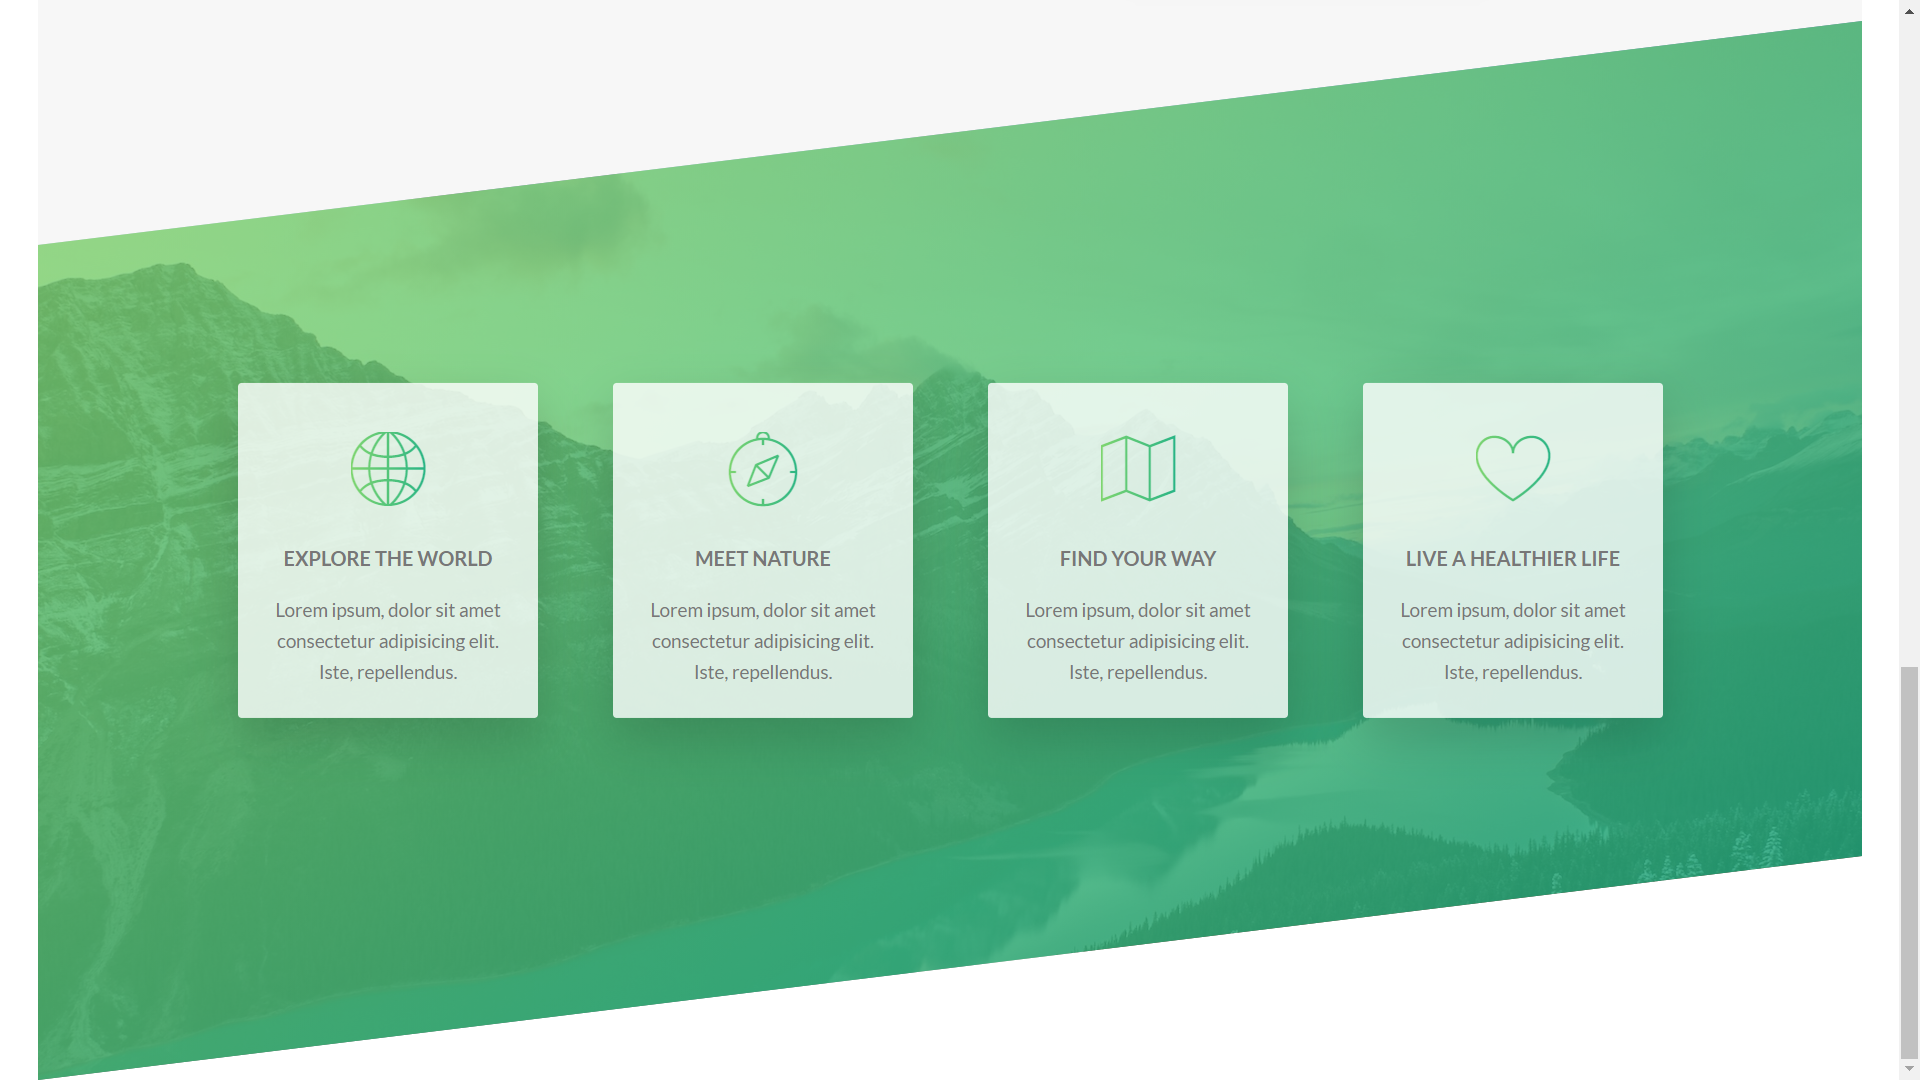 EXPLORE THE WORLD
Lorem ipsum, dolor sit amet
consectetur adipisicing elit.
Iste, repellendus.
MEET NATURE
Lorem ipsum, dolor sit amet
consectetur adipisicing elit.
Iste, repellendus.
FIND YOUR WAY
Lorem ipsum, dolor sit amet
consectetur adipisicing elit.
Iste, repellendus.
LIVE A HEALTHIER LIFE
Lorem ipsum, dolor sit amet
consectetur adipisicing elit.
Iste, repellendus.